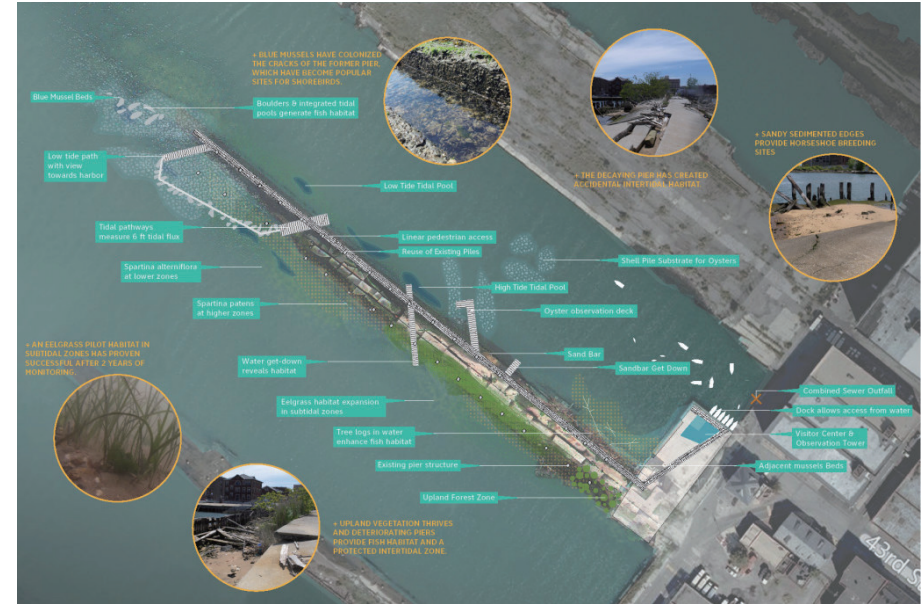 + BLUE MUSSELS HAVE COLONIZED
THE CRACKS OF THE FORMER PIER,
WHICH HAVE BECOME POPULAR
SITES FOR SHOREBIRDS.
Blue Mussel Beds
Boulders & integrated tidal
pools generate fish habitat
+ SANDY SEDIMENTED EDGES
PROVIDE HORSESHOE BREEDING
SITES
Low tide path
with view
towards harbor
+ THE DECAYING PIER HAS CREATED
ACCIDENTAL INTERTIDAL HABITAT
Low Tide Tidal Pool
Tidal pathways
measure 6 ft tidal flux
Linear pedestrian access
Reuse of Existing Piles
Spartina alterniflora
at lower zones
Shell Pile Substrate for Oysters
High Tide Tidal Pool
Spartina patens
at higher zones
Oyster observation deck
+ AN EELGRASS PILOT HABITAT IN
SUBTIDAL ZONES HAS PROVEN
SUCCESSFUL AFTER 2 YEARS OF
MONITORING.
Water get-down
reveals habitat
Sand Bar
Sandbar Get Down
Combined Sewer Outfall
Eelgrass habitat expansion
in subtidal zones
Dock allows access from water
Tree logs in water
enhance fish habitat
Visitor Center &
Observation Tower
Existing pier structure
Adjacent mussels Beds
Upland Forest Zone
+ UPLAND VEGETATION THRIVES
AND DETERIORATING PIERS
PROVIDE FISH HABITAT AND A
PROTECTED INTERTIDAL ZONE.
43rd S